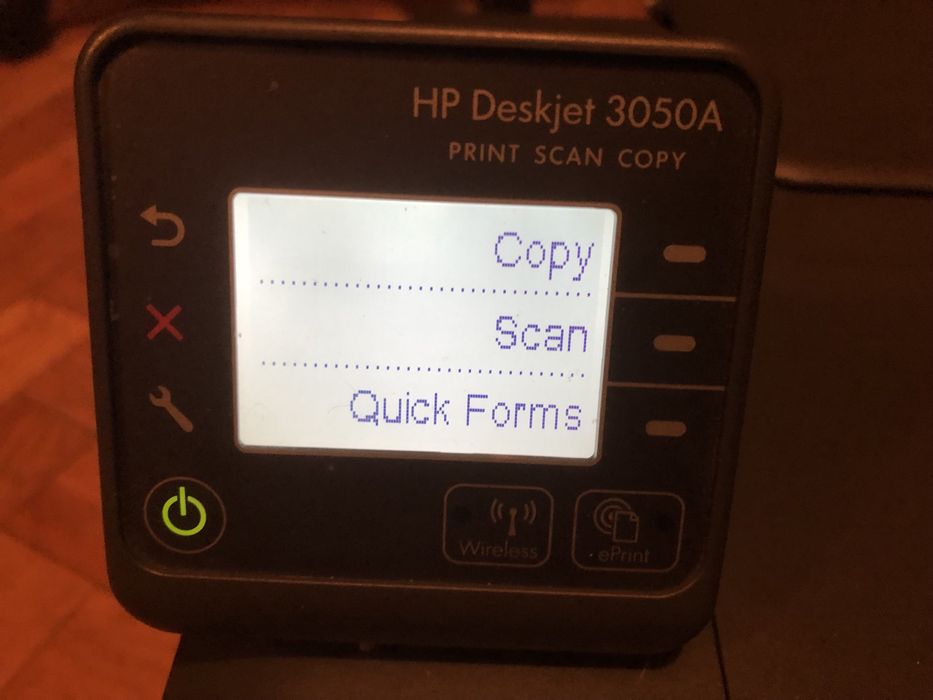 HP Deskjet 3050A
PRINT SCAN COPY
Copy
Scan
Quick Forms
Wireless
ePrint